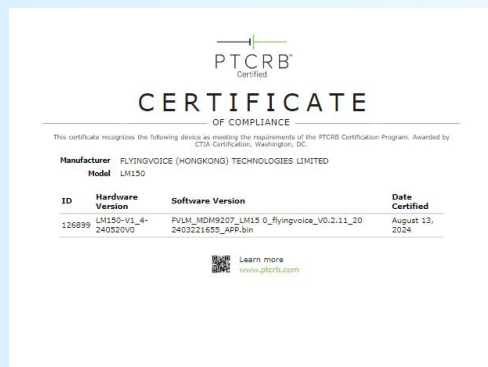 PTCRB™
Certified
CERTIFICATE
OF COMPLIANCE
This certificate recognizes the following device as meeting the requirements of the PTCRB Certification Program. Awarded by
CTIA Certification, Washington, DC.
Manufacturer FLYINGVOICE (HONGKONG) TECHNOLOGIES LIMITED
Model LM150
ID Hardware Version Software Version Date Certified
126899 LM150-V1_4-240520V0 FVLM_MDM9207_LM15 0_flyingvoice_V0.2.11_20 2403221655_APP.bin August 13, 2024
Learn more
www.ptcrb.com